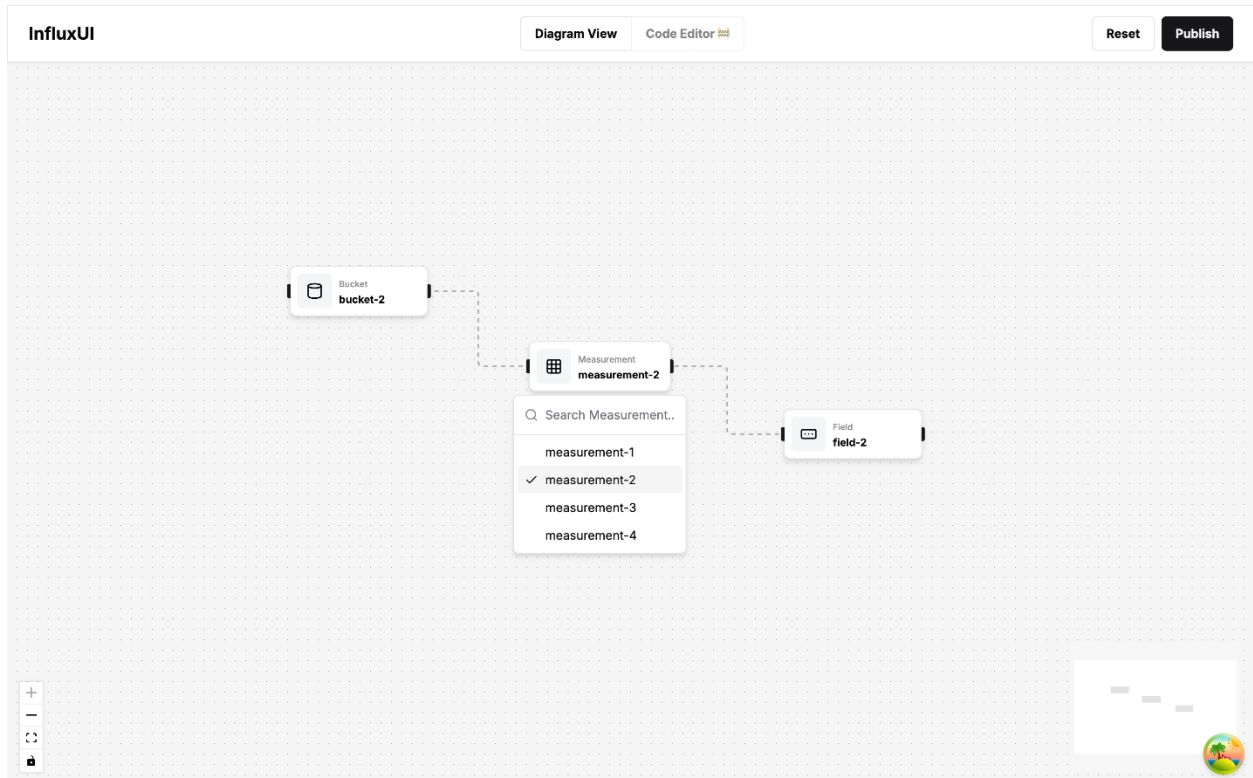 InfluxUI
Diagram View
Code Editor 🚧
Reset
Publish
Bucket
bucket-2
Measurement
measurement-2
Search Measurement..
measurement-1
measurement-2
measurement-3
measurement-4
Field
field-2